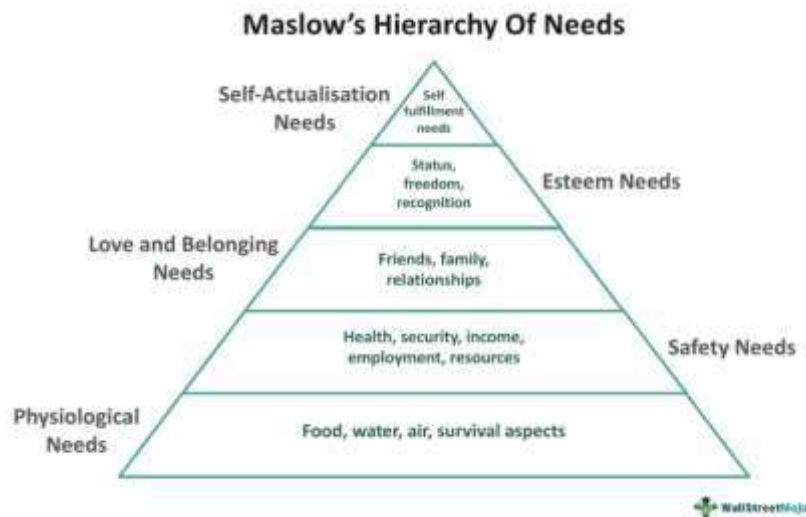 Maslow's Hierarchy Of Needs
Self-Actualisation
Needs
Self
fulfillment
needs
Status,
freedom,
recognition
Esteem Needs
Love and Belonging
Needs
Friends, family,
relationships
Health, security, income,
employment, resources
Safety Needs
Physiological
Needs
Food, water, air, survival aspects
WallStreetMojo